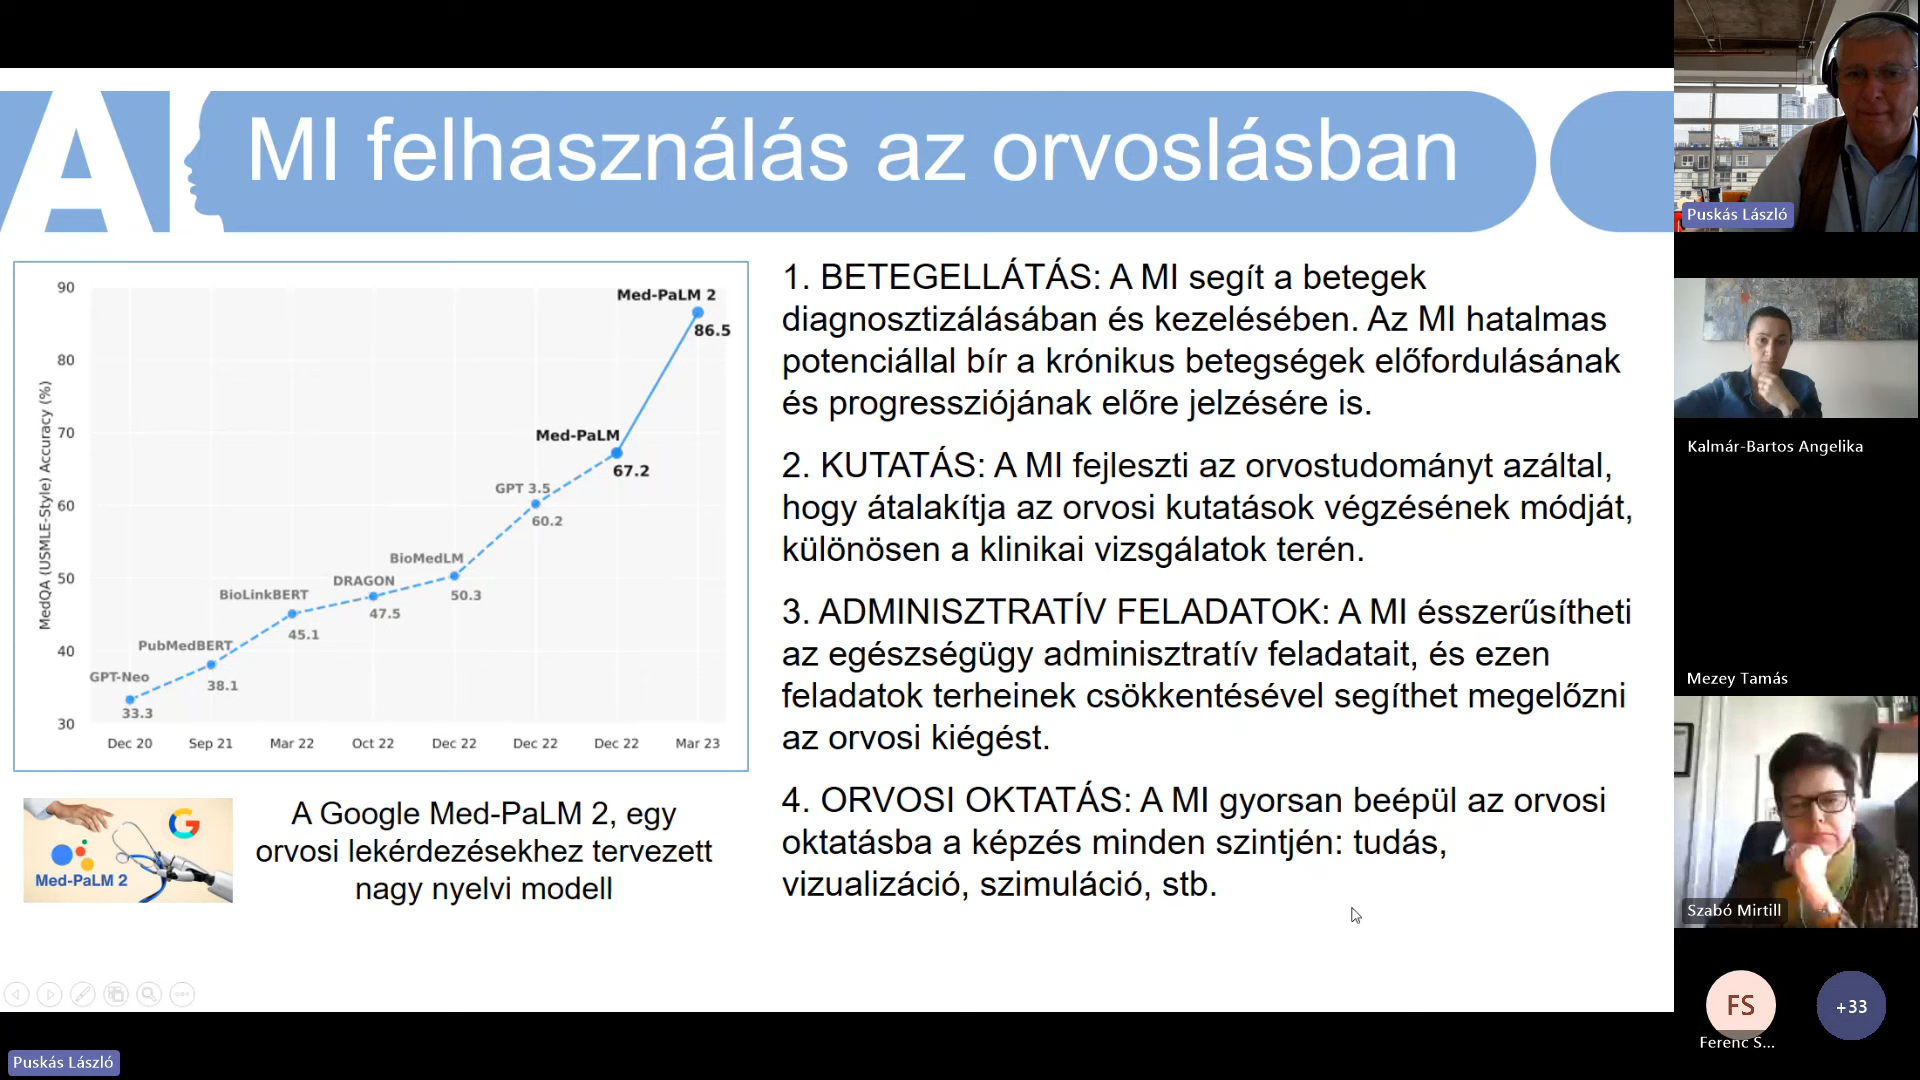 AI
MI felhasználás az orvoslásban
MedQA (USMLE-Style) Accuracy (%)
90
80
70
60
50
40
30
GPT-Neo
33.3
PubMedBERT
38.1
BioLinkBERT
45.1
DRAGON
47.5
BioMedLM
50.3
GPT 3.5
60.2
Med-PaLM
67.2
Med-PaLM 2
86.5
Dec 20
Sep 21
Mar 22
Oct 22
Dec 22
Dec 22
Dec 22
Mar 23
Med-PaLM 2
A Google Med-PaLM 2, egy
orvosi lekérdezésekhez tervezett
nagy nyelvi modell
1. BETEGELLÁTÁS: A MI segít a betegek
diagnosztizálásában és kezelésében. Az MI hatalmas
potenciállal bír a krónikus betegségek előfordulásának
és progressziójának előre jelzésére is.
2. KUTATÁS: A MI fejleszti az orvostudományt azáltal,
hogy átalakítja az orvosi kutatások végzésének módját,
különösen a klinikai vizsgálatok terén.
3. ADMINISZTRATÍV FELADATOK: A MI ésszerűsítheti
az egészségügy adminisztratív feladatait, és ezen
feladatok terheinek csökkentésével segíthet megelőzni
az orvosi kiégést.
4. ORVOSI OKTATÁS: A MI gyorsan beépül az orvosi
oktatásba a képzés minden szintjén: tudás,
vizualizáció, szimuláció, stb.
Puskás László
Kalmár-Bartos Angelika
Mezey Tamás
Szabó Mirtill
FS
Ferenc S...
+33
Puskás László